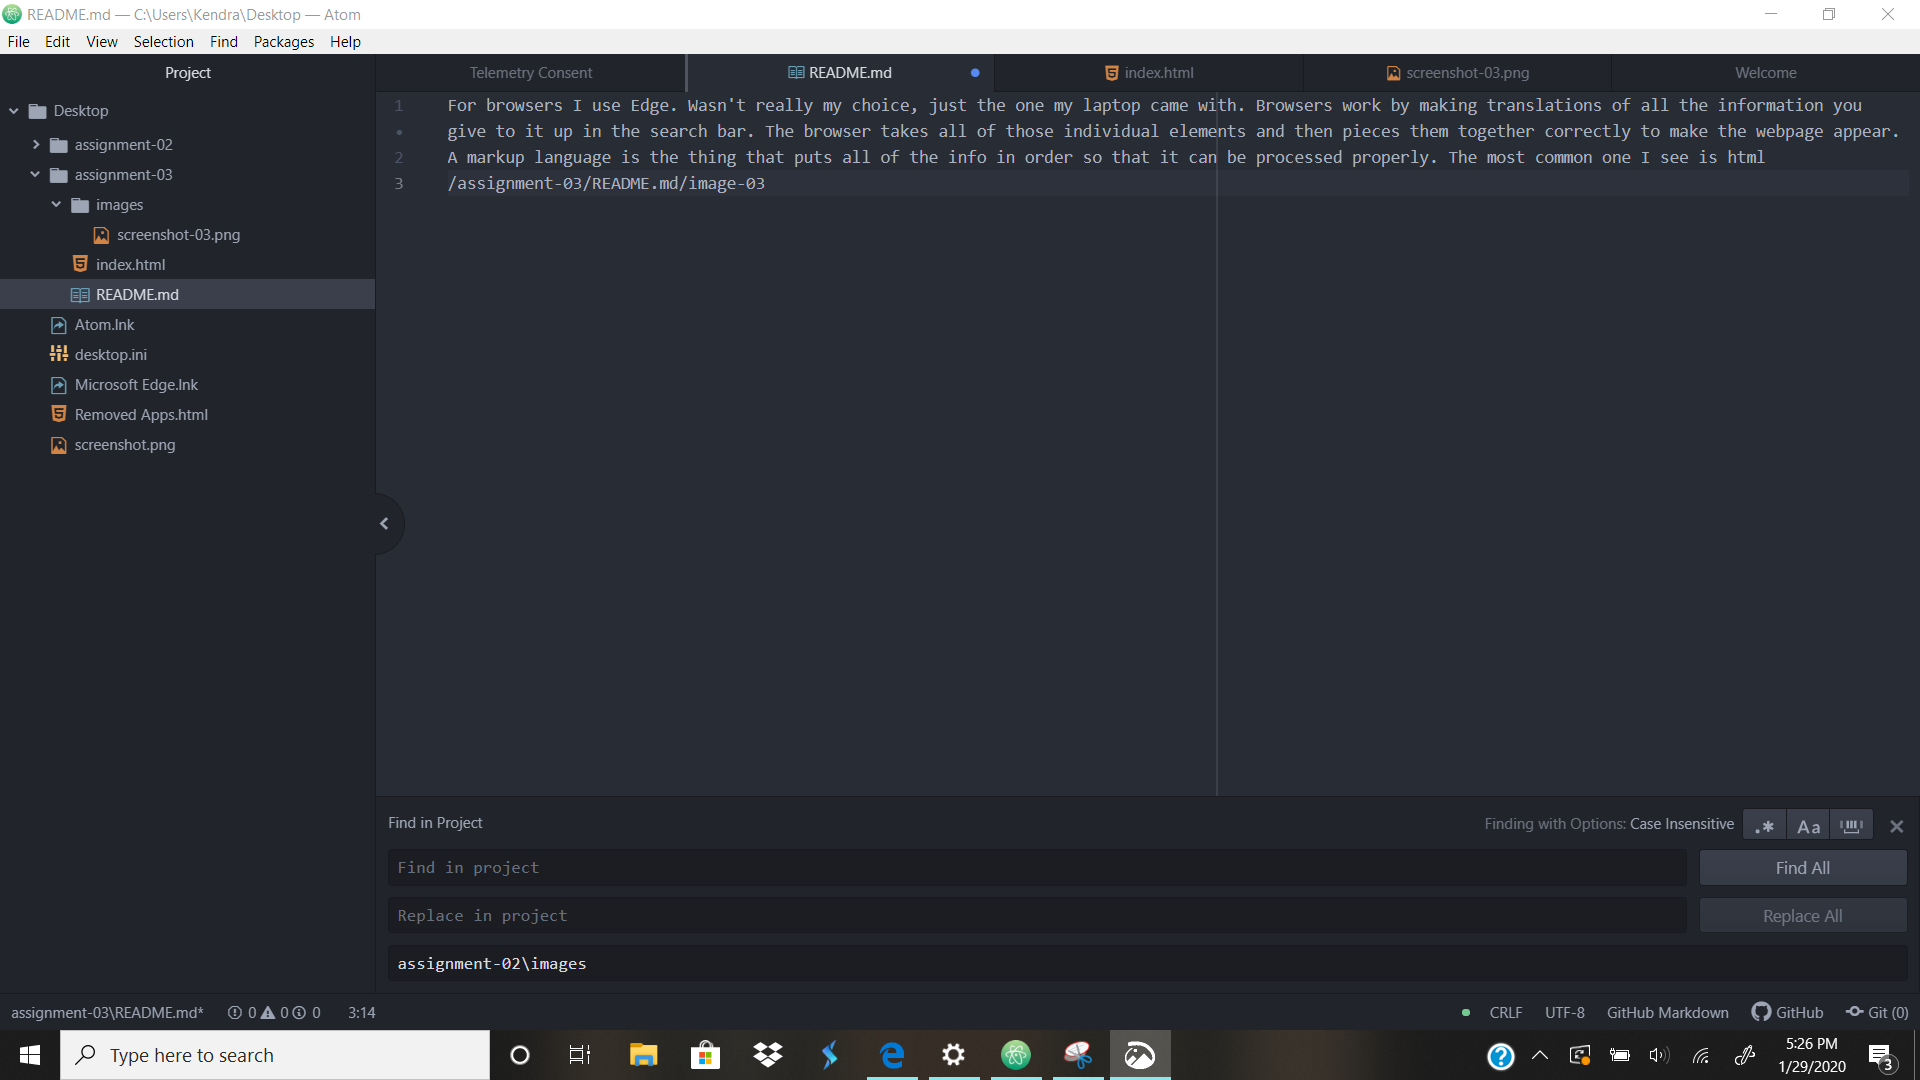 README.md — C:\Users\Kendra\Desktop — Atom
File Edit View Selection Find Packages Help
Project
Desktop
assignment-02
assignment-03
images
screenshot-03.png
index.html
README.md
Atom.lnk
desktop.ini
Microsoft Edge.lnk
Removed Apps.html
screenshot.png
Telemetry Consent README.md index.html screenshot-03.png Welcome
1 For browsers I use Edge. Wasn't really my choice, just the one my laptop came with. Browsers work by making translations of all the information you
• give to it up in the search bar. The browser takes all of those individual elements and then pieces them together correctly to make the webpage appear.
2 A markup language is the thing that puts all of the info in order so that it can be processed properly. The most common one I see is html
3 /assignment-03/README.md/image-03
Find in Project Finding with Options: Case Insensitive .* Aa
Find in project Find All
Replace in project Replace All
assignment-02\images
assignment-03\README.md* 0 0 0 3:14 CRLF UTF-8 GitHub Markdown GitHub Git (0)
Type here to search
5:26 PM
1/29/2020
3